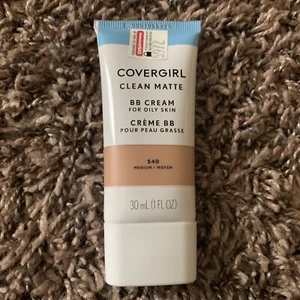 COVERGIRL
CLEAN MATTE
BB CREAM
FOR OILY SKIN
CRÈME BB
POUR PEAU GRASSE
540
MEDIUM / MOYEN
30 mL (1 FL OZ)